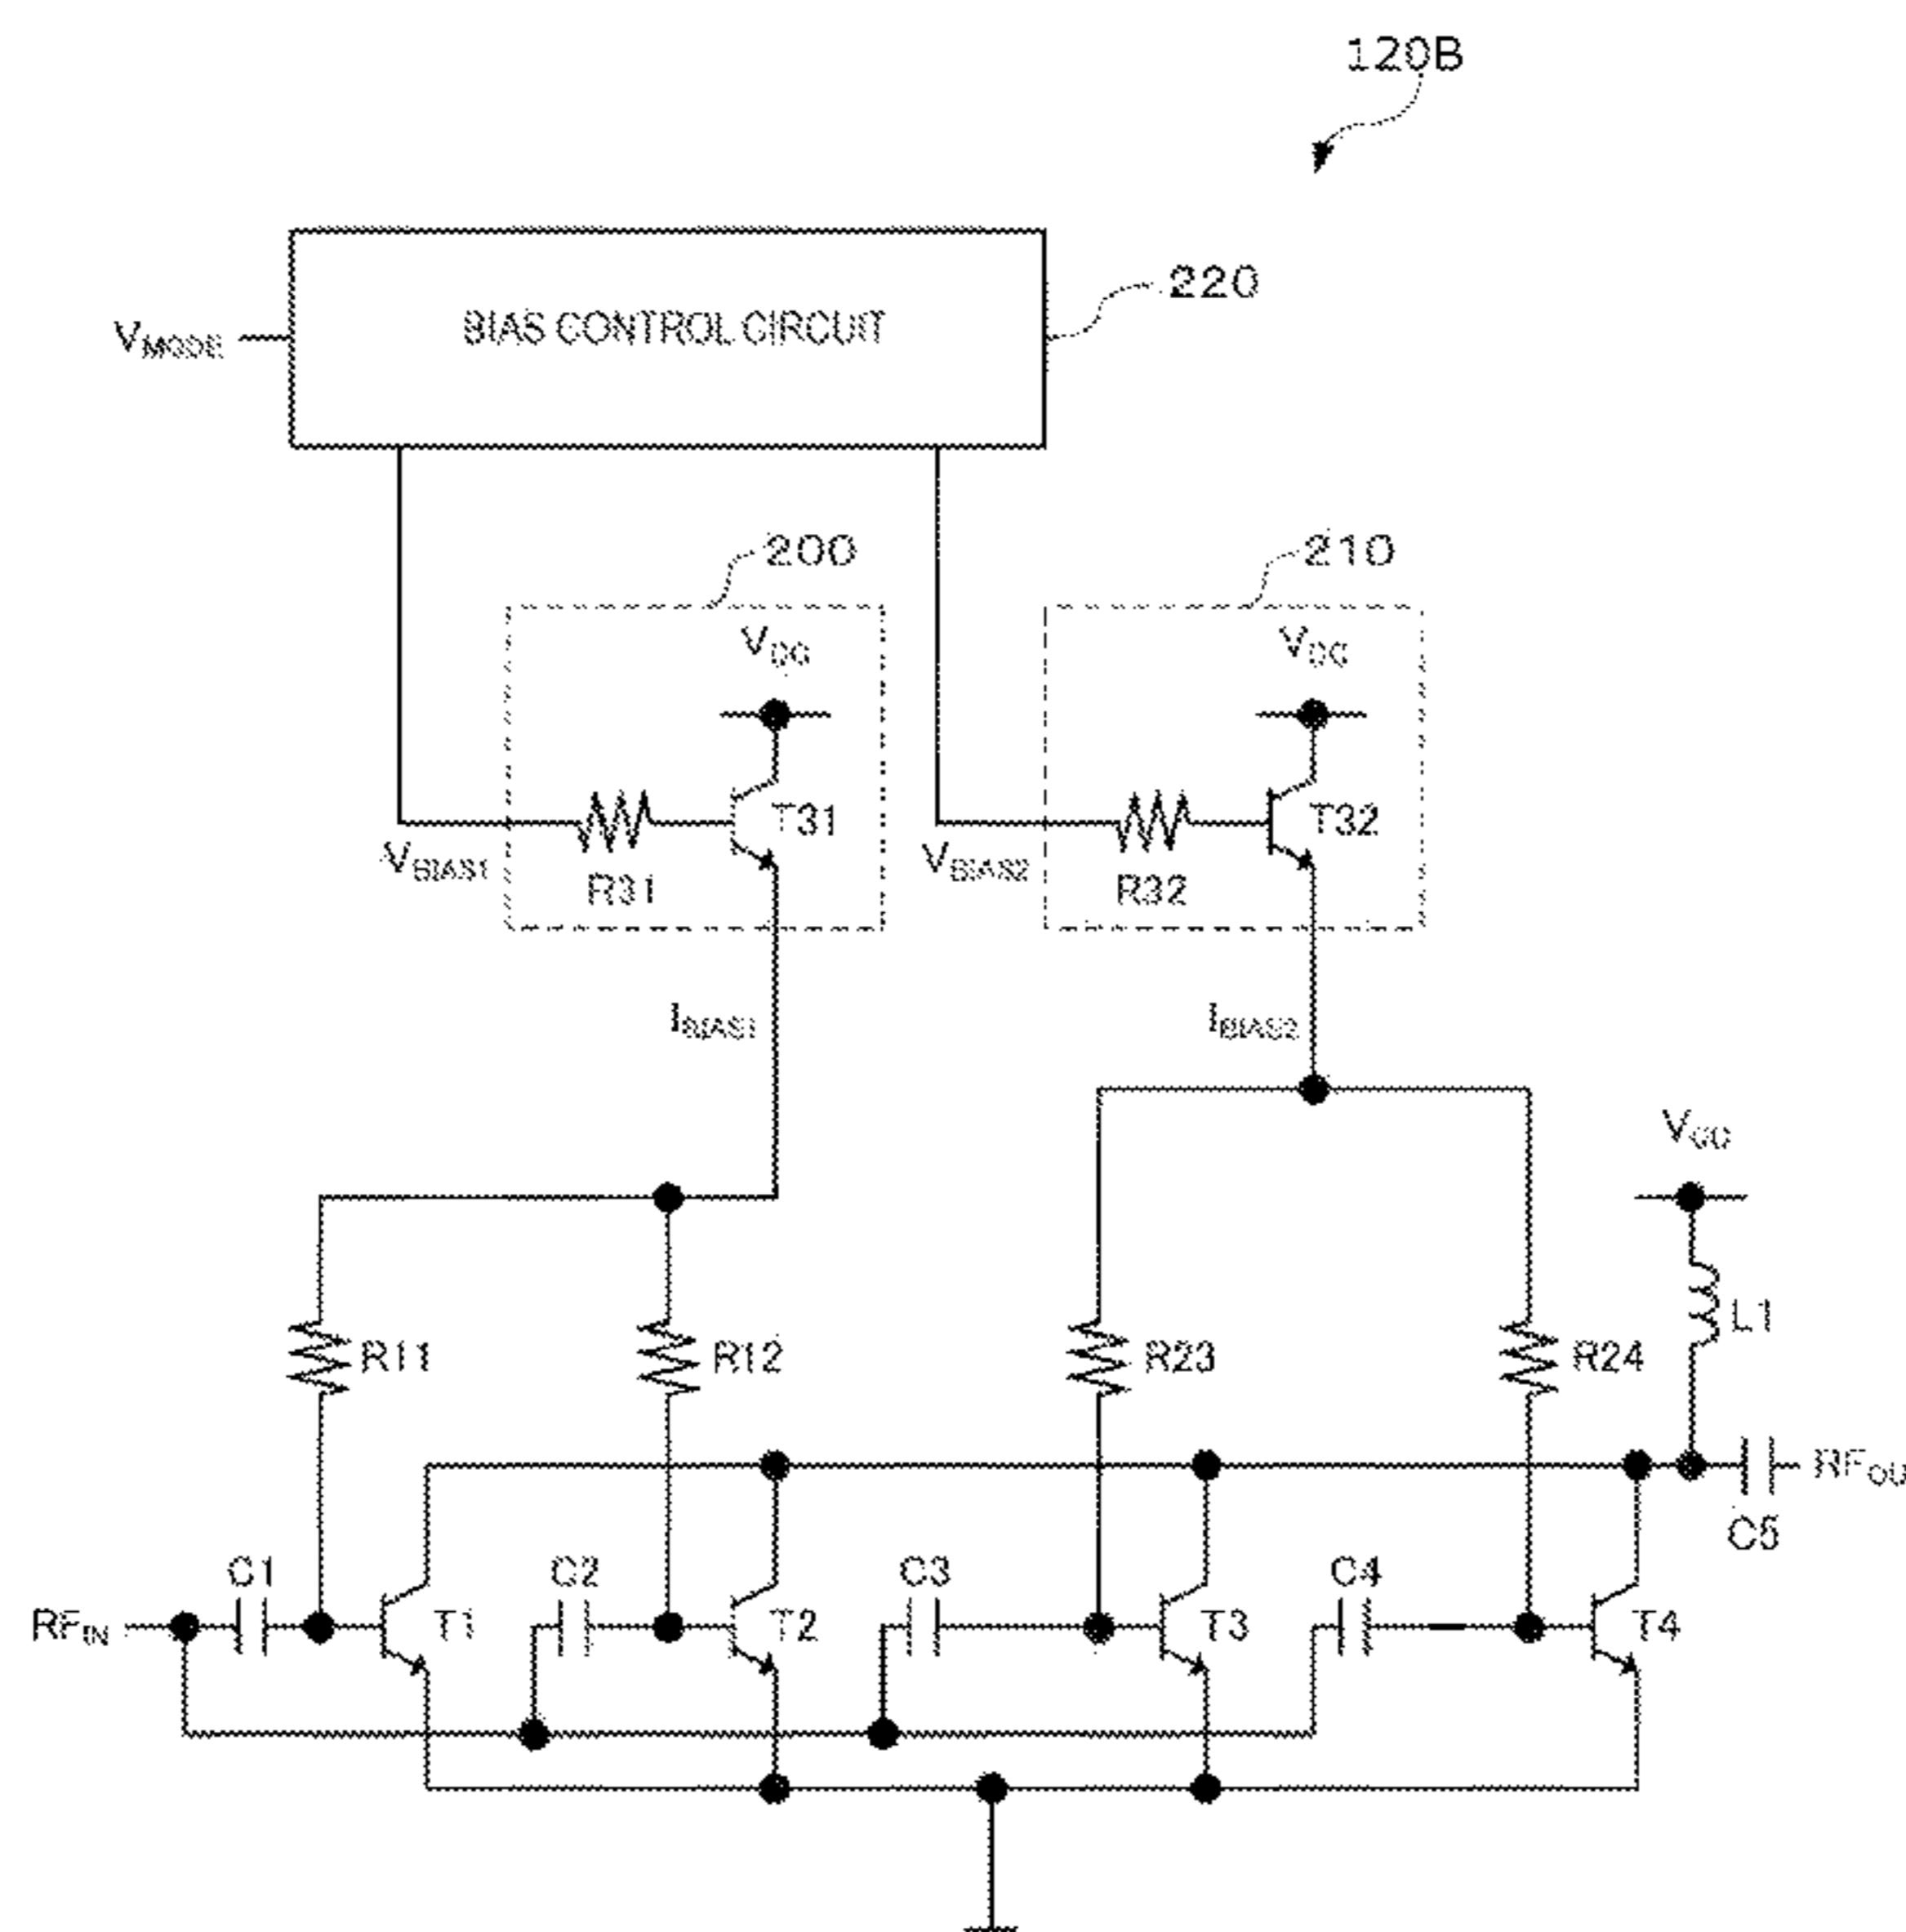 120B
220
BIAS CONTROL CIRCUIT
VMODE
200
210
VCC
VCC
T31
T32
VBIAS1
R31
VBIAS2
R32
IBIAS1
IBIAS2
VCC
L1
R11
R12
R23
R24
RFOU
C5
C1
C2
C3
C4
RFIN
T1
T2
T3
T4